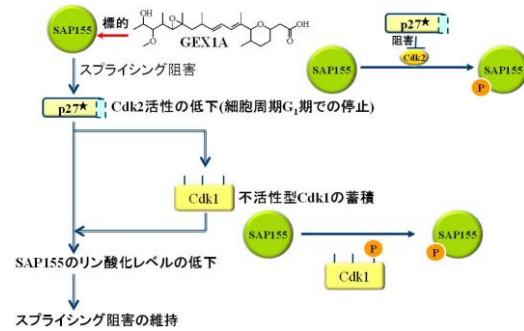 SAP155
標的
OH
O
O
O
OH
O
GEX1A
スプライシング阻害
p27★
Cdk2活性の低下(細胞周期G1期での停止)
Cdk1
不活性型Cdk1の蓄積
SAP155のリン酸化レベルの低下
スプライシング阻害の維持
p27★
阻害
Cdk2
SAP155
SAP155
P
SAP155
P
Cdk1
SAP155
P